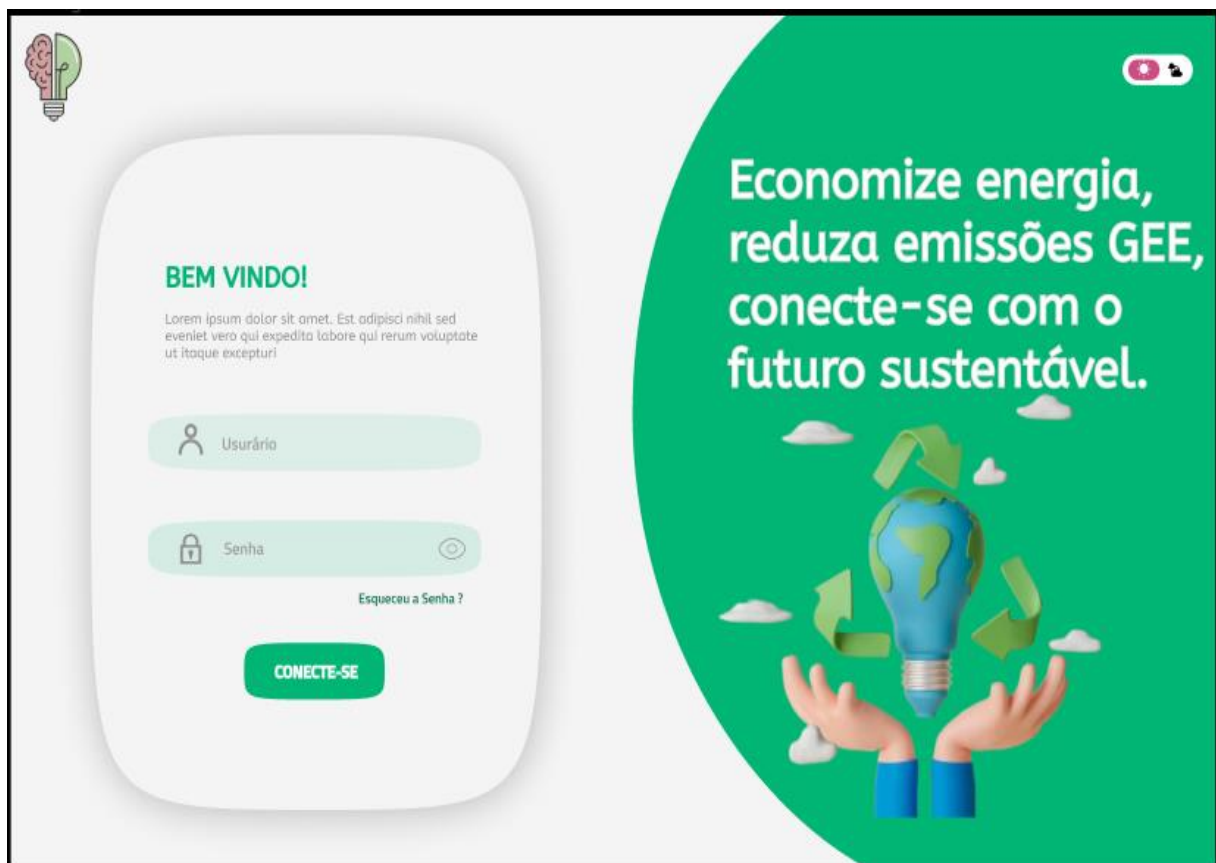 BEM VINDO!
Lorem ipsum dolor sit amet. Est adipisci nihil sed
eveniet vero qui expedita labore qui rerum voluptate
ut itaque excepturi
Usurário
Senha
Esqueceu a Senha ?
CONECTE-SE
Economize energia,
reduza emissões GEE,
conecte-se com o
futuro sustentável.